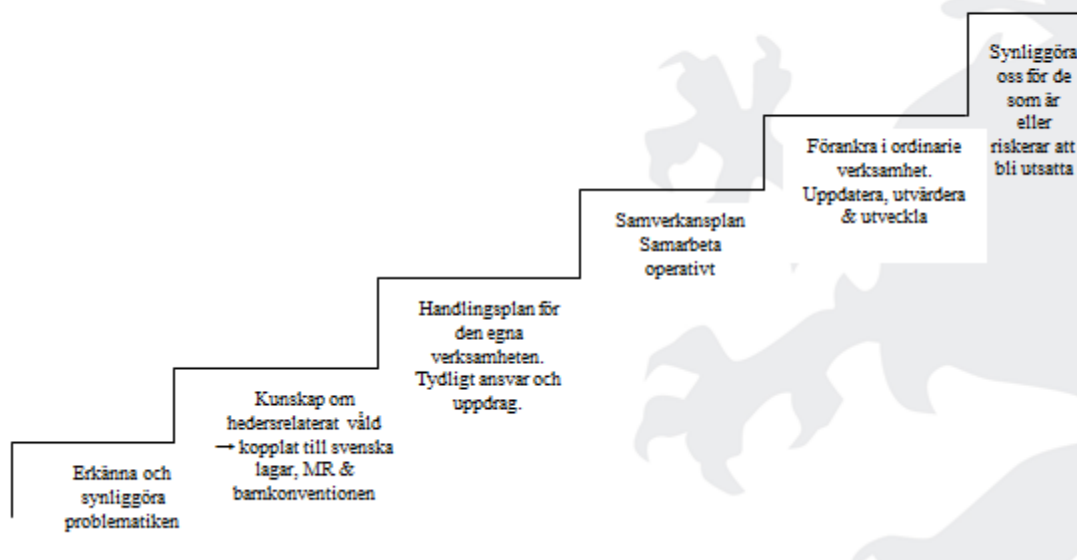 Erkänna och
synliggöra
problematiken
Kunskap om
hedersrelaterat våld
→ kopplat till svenska
lagar, MR &
barnkonventionen
Handlingsplan för
den egna
verksamheten.
Tydligt ansvar och
uppdrag.
Samverkansplan
Samarbeta
operativt
Förankra i ordinarie
verksamhet.
Uppdatera, utvärdera
& utveckla
Synliggöra
oss för de
som är
eller
riskerar att
bli utsatta